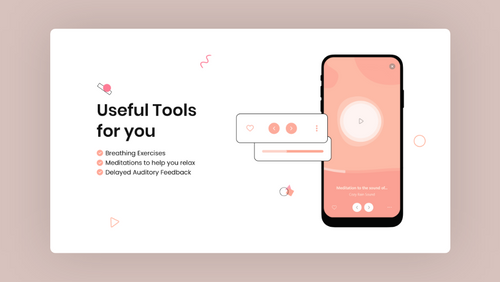 Useful Tools
for you
Breathing Exercises
Meditations to help you relax
Delayed Auditory Feedback
Meditation to the sound of...